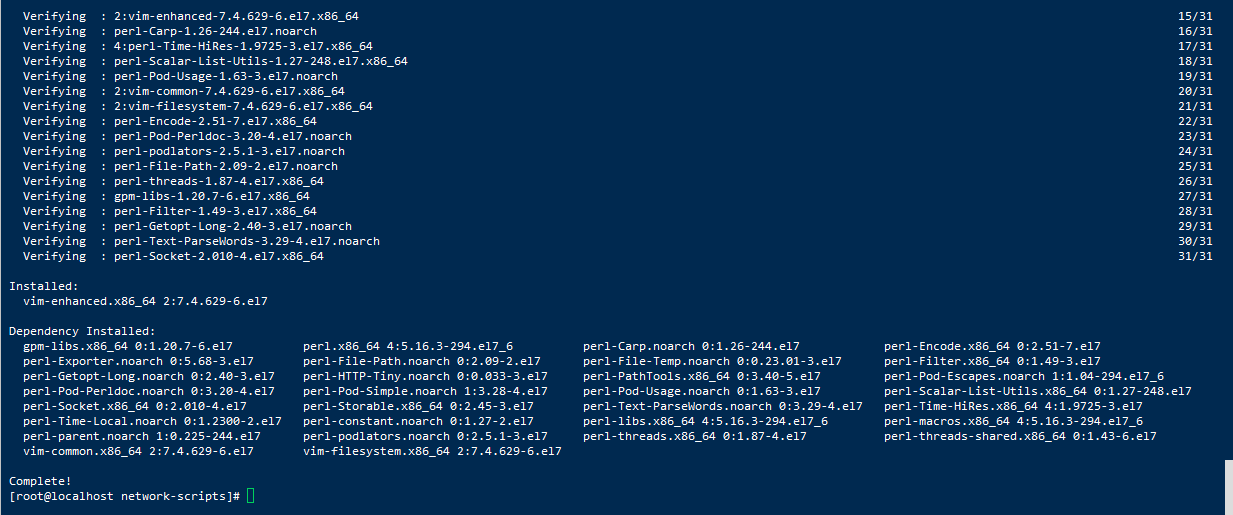 Verifying  : 2:vim-enhanced-7.4.629-6.el7.x86_64 15/31
Verifying  : perl-Carp-1.26-244.el7.noarch 16/31
Verifying  : 4:perl-Time-HiRes-1.9725-3.el7.x86_64 17/31
Verifying  : perl-Scalar-List-Utils-1.27-248.el7.x86_64 18/31
Verifying  : perl-Pod-Usage-1.63-3.el7.noarch 19/31
Verifying  : 2:vim-common-7.4.629-6.el7.x86_64 20/31
Verifying  : 2:vim-filesystem-7.4.629-6.el7.x86_64 21/31
Verifying  : perl-Encode-2.51-7.el7.x86_64 22/31
Verifying  : perl-Pod-Perldoc-3.20-4.el7.noarch 23/31
Verifying  : perl-podlators-2.5.1-3.el7.noarch 24/31
Verifying  : perl-File-Path-2.09-2.el7.noarch 25/31
Verifying  : perl-threads-1.87-4.el7.x86_64 26/31
Verifying  : gpm-libs-1.20.7-6.el7.x86_64 27/31
Verifying  : perl-Filter-1.49-3.el7.x86_64 28/31
Verifying  : perl-Getopt-Long-2.40-3.el7.noarch 29/31
Verifying  : perl-Text-ParseWords-3.29-4.el7.noarch 30/31
Verifying  : perl-Socket-2.010-4.el7.x86_64 31/31
Installed:
vim-enhanced.x86_64 2:7.4.629-6.el7
Dependency Installed:
gpm-libs.x86_64 0:1.20.7-6.el7 perl.x86_64 4:5.16.3-294.el7_6 perl-Carp.noarch 0:1.26-244.el7 perl-Encode.x86_64 0:2.51-7.el7
perl-Exporter.noarch 0:5.68-3.el7 perl-File-Path.noarch 0:2.09-2.el7 perl-File-Temp.noarch 0:0.23.01-3.el7 perl-Filter.x86_64 0:1.49-3.el7
perl-Getopt-Long.noarch 0:2.40-3.el7 perl-HTTP-Tiny.noarch 0:0.033-3.el7 perl-PathTools.x86_64 0:3.40-5.el7 perl-Pod-Escapes.noarch 1:1.04-294.el7_6
perl-Pod-Perldoc.noarch 0:3.20-4.el7 perl-Pod-Simple.noarch 1:3.28-4.el7 perl-Pod-Usage.noarch 0:1.63-3.el7 perl-Scalar-List-Utils.x86_64 0:1.27-248.el7
perl-Socket.x86_64 0:2.010-4.el7 perl-Storable.x86_64 0:2.45-3.el7 perl-Text-ParseWords.noarch 0:3.29-4.el7 perl-Time-HiRes.x86_64 4:1.9725-3.el7
perl-Time-Local.noarch 0:1.2300-2.el7 perl-constant.noarch 0:1.27-2.el7 perl-libs.x86_64 4:5.16.3-294.el7_6 perl-macros.x86_64 4:5.16.3-294.el7_6
perl-parent.noarch 1:0.225-244.el7 perl-podlators.noarch 0:2.5.1-3.el7 perl-threads.x86_64 0:1.87-4.el7 perl-threads-shared.x86_64 0:1.43-6.el7
vim-common.x86_64 2:7.4.629-6.el7 vim-filesystem.x86_64 2:7.4.629-6.el7
Complete!
[root@localhost network-scripts]#